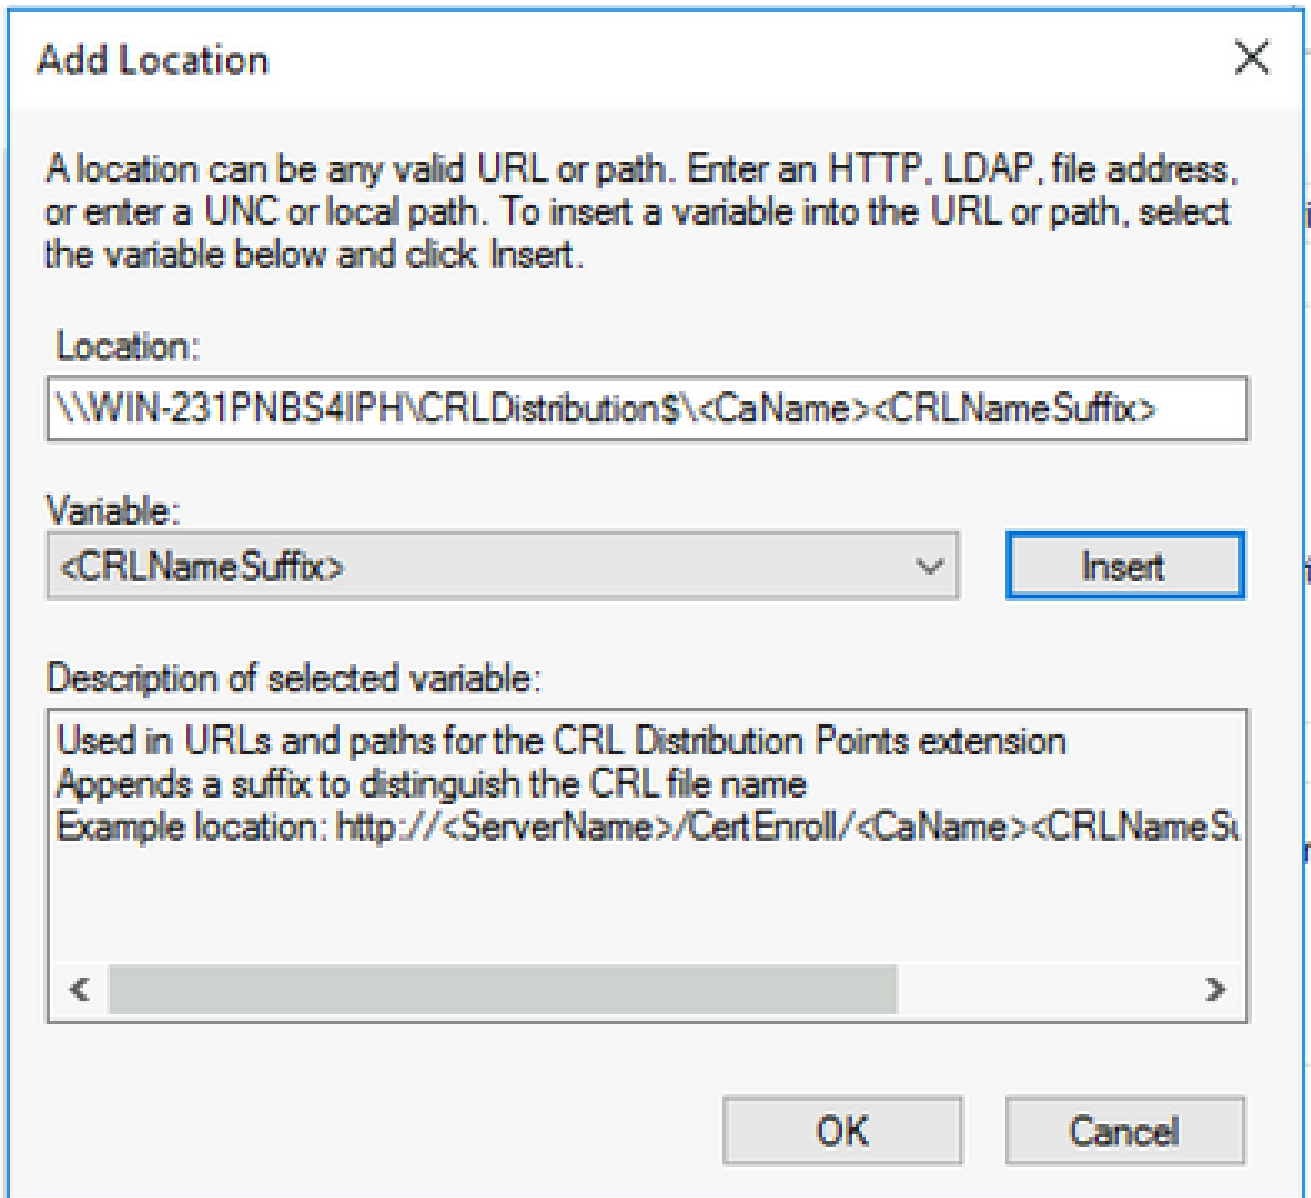 Add Location
A location can be any valid URL or path. Enter an HTTP, LDAP, file address,
or enter a UNC or local path. To insert a variable into the URL or path, select
the variable below and click Insert.
Location:
\\WIN-231PNBS4IPH\CRLDistribution$\<CaName><CRLNameSuffix>
Variable:
<CRLNameSuffix>
Insert
Description of selected variable:
Used in URLs and paths for the CRL Distribution Points extension
Appends a suffix to distinguish the CRL file name
Example location: http://<ServerName>/CertEnroll/<CaName><CRLNameSu
OK
Cancel